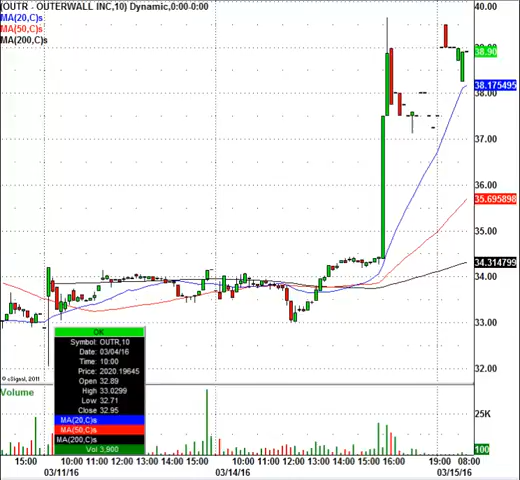 (OUTR - OUTERWALL INC,10) Dynamic,0:00-0:00
MA(20,C)s
MA(50,C)s
MA(200,C)s
40.00
39.00
38.90
38.175495
38.00
37.00
36.00
35.695898
35.00
34.314799
34.00
33.00
32.00
OK
Symbol: OUTR,10
Date: 03/04/16
Time: 10:00
Price: 2020.19645
Open 32.89
High 33.0299
Low 32.71
Close 32.95
MA(20,C)s
MA(50,C)s
MA(200,C)s
Vol 3,900
© eSignal, 2011
Volume
25K
100
15:00 10:00 11:00 12:00 13:00 14:00 15:00 10:00 11:00 12:00 13:00 14:00 15:00 16:00 19:00 08:00
03/11/16 03/14/16 03/15/16